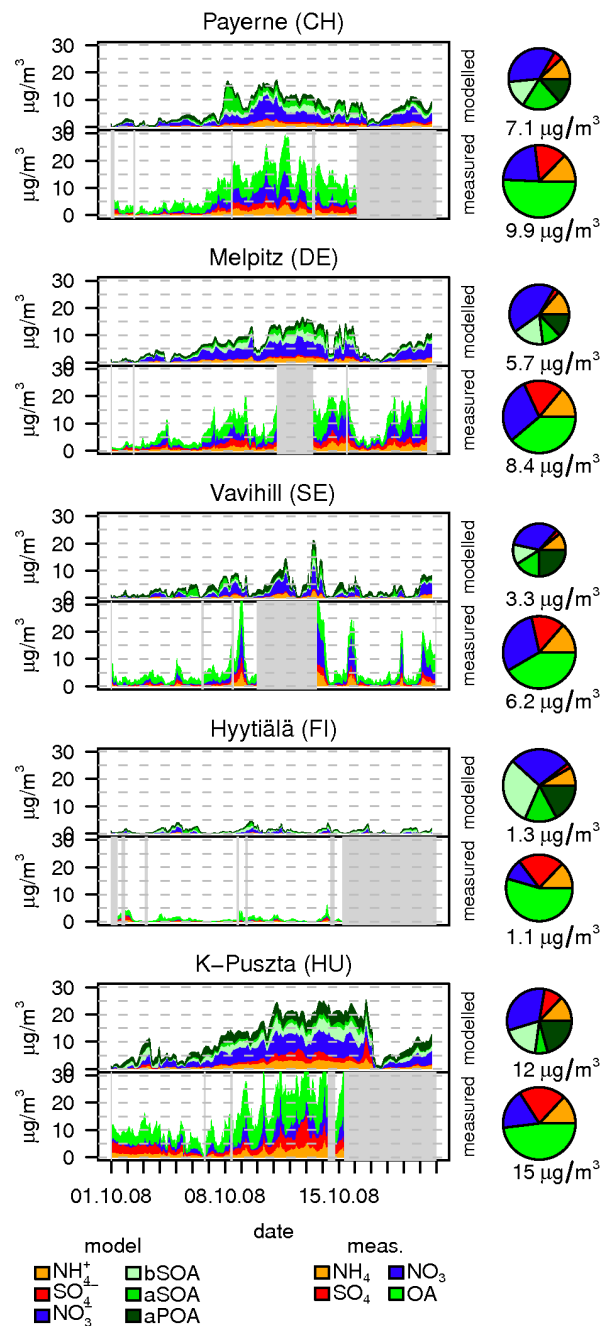 Payerne (CH)
μg/m³
30
20
10
0
modelled
7.1 μg/m³
μg/m³
30
20
10
0
measured
9.9 μg/m³
Melpitz (DE)
μg/m³
30
20
10
0
modelled
5.7 μg/m³
μg/m³
30
20
10
0
measured
8.4 μg/m³
Vavihill (SE)
μg/m³
30
20
10
0
modelled
3.3 μg/m³
μg/m³
30
20
10
0
measured
6.2 μg/m³
Hyytiälä (FI)
μg/m³
30
20
10
0
modelled
1.3 μg/m³
μg/m³
30
20
10
0
measured
1.1 μg/m³
K−Puszta (HU)
μg/m³
30
20
10
0
modelled
12 μg/m³
μg/m³
30
20
10
0
measured
15 μg/m³
01.10.08 08.10.08 15.10.08
date
model meas.
NH₄⁺ bSOA NH₄ NO₃
SO₄⁻⁻ aSOA SO₄ OA
NO₃⁻ aPOA